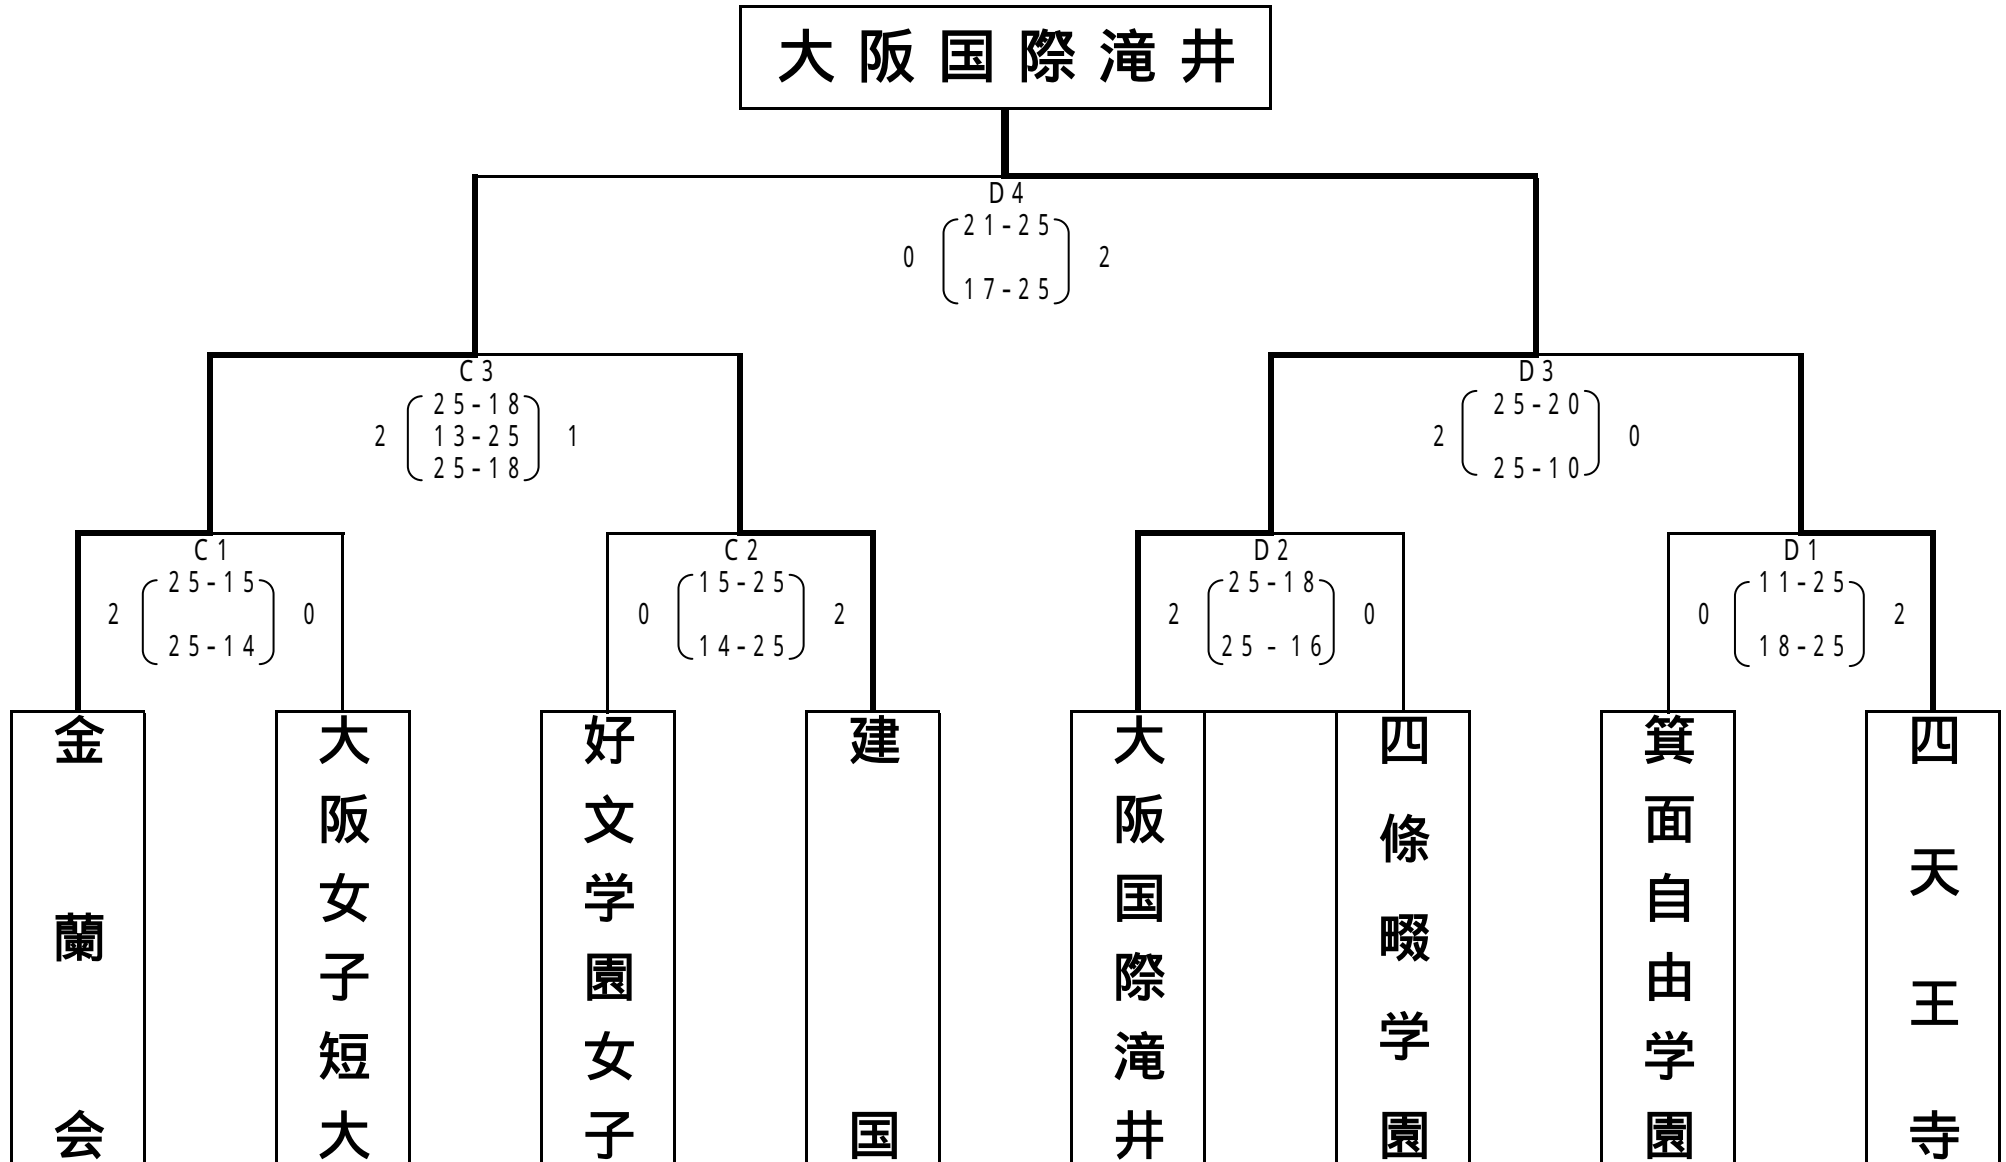 大阪国際滝井
D4
21-25
0 2
17-25
C3
25-18
2 13-25 1
25-18
D3
25-20
2 0
25-10
C1
25-15
2 0
25-14
C2
15-25
0 2
14-25
D2
25-18
2 0
25 - 16
D1
11-25
0 2
18-25
金蘭会
大阪女子短大
好文学園女子
建国
大阪国際滝井
四條畷学園
箕面自由学園
四天王寺